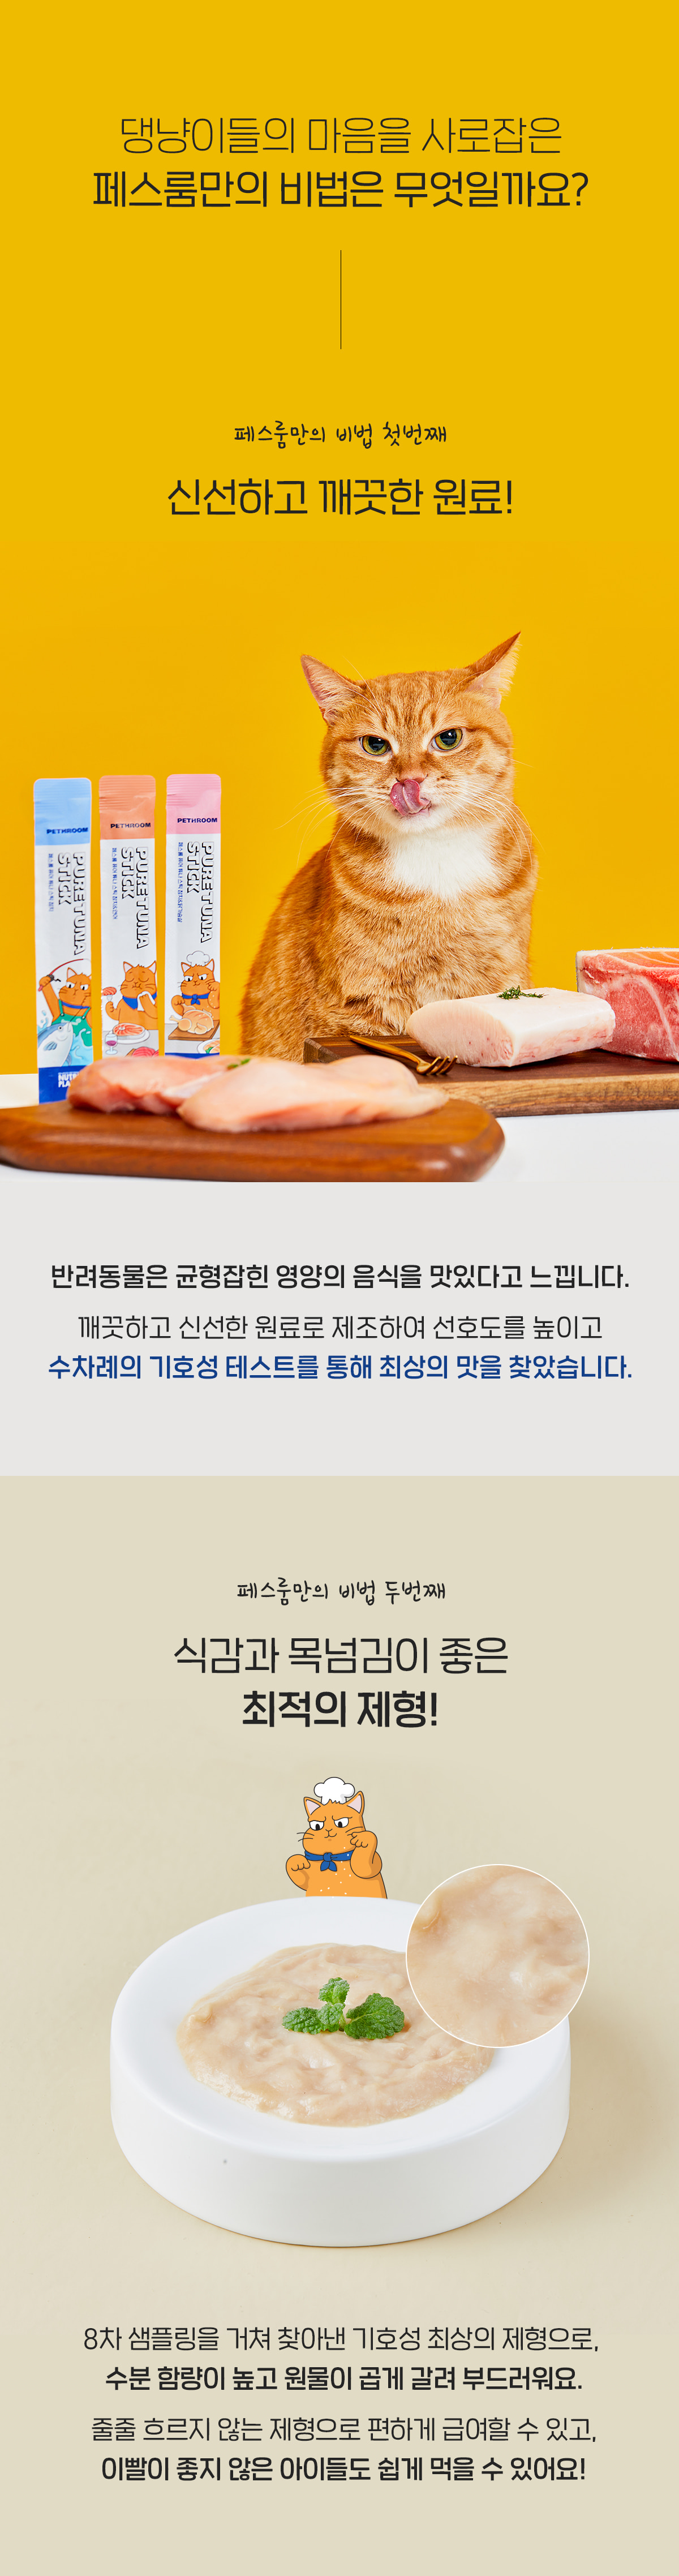 댕냥이들의 마음을 사로잡은
페스룸만의 비법은 무엇일까요?
페스룸만의 비법 첫번째
신선하고 깨끗한 원료!
PETHROOM
PURE TUNA
STICK
PETHROOM
PURE TUNA
STICK
PETHROOM
PURE TUNA
STICK
반려동물은 균형잡힌 영양의 음식을 맛있다고 느낍니다.
깨끗하고 신선한 원료로 제조하여 선호도를 높이고
수차례의 기호성 테스트를 통해 최상의 맛을 찾았습니다.
페스룸만의 비법 두번째
식감과 목넘김이 좋은
최적의 제형!
8차 샘플링을 거쳐 찾아낸 기호성 최상의 제형으로,
수분 함량이 높고 원물이 곱게 갈려 부드러워요.
줄줄 흐르지 않는 제형으로 편하게 급여할 수 있고,
이빨이 좋지 않은 아이들도 쉽게 먹을 수 있어요!